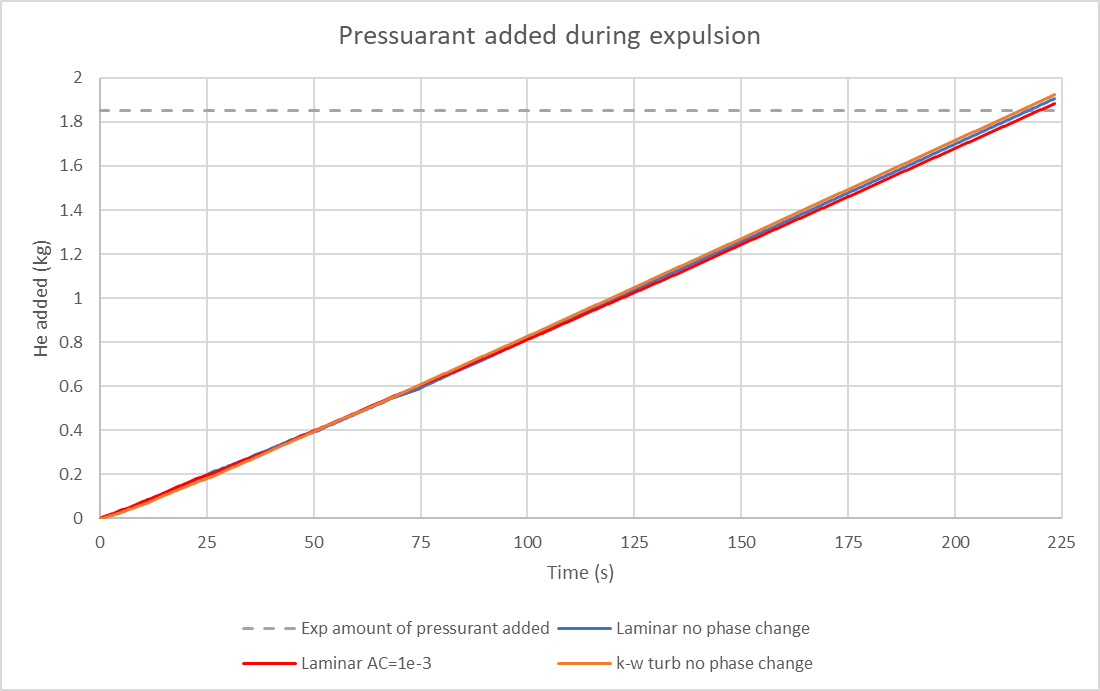 Pressuarant added during expulsion
He added (kg)
2
1.8
1.6
1.4
1.2
1
0.8
0.6
0.4
0.2
0
0 25 50 75 100 125 150 175 200 225
Time (s)
Exp amount of pressurant added Laminar no phase change
Laminar AC=1e-3 k-w turb no phase change